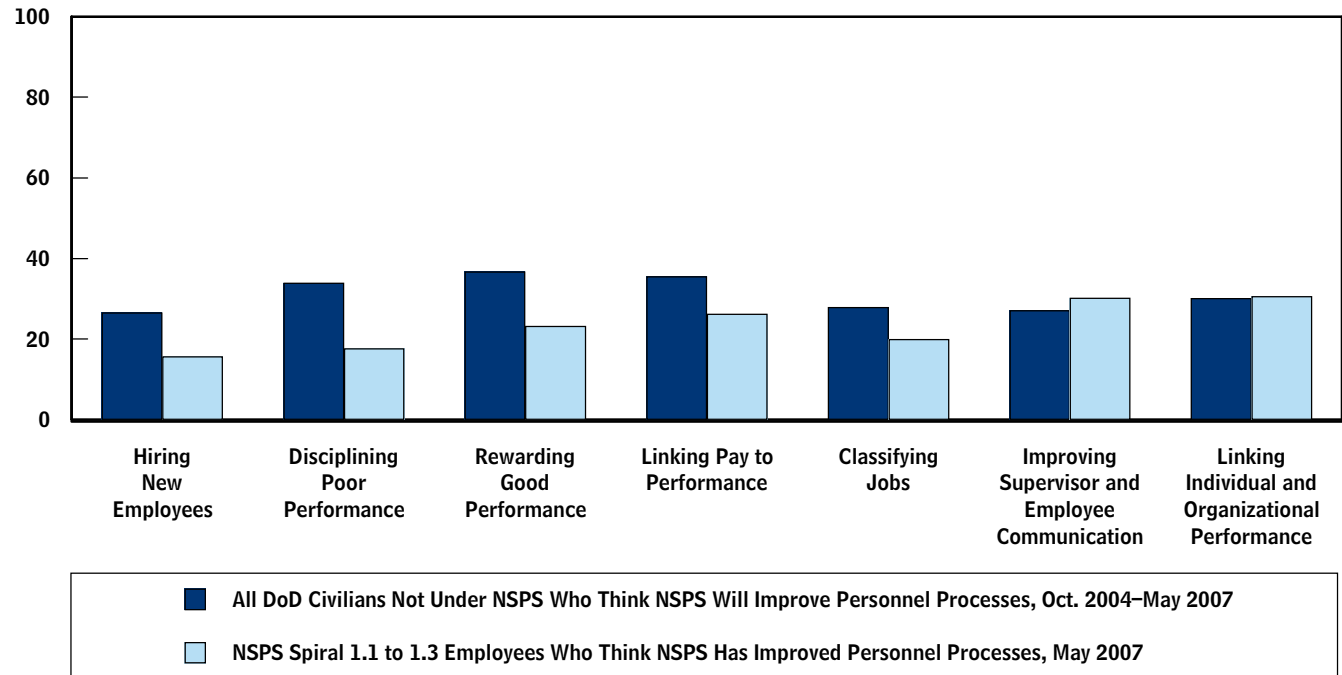 100
80
60
40
20
0
Hiring
New
Employees
Disciplining
Poor
Performance
Rewarding
Good
Performance
Linking Pay to
Performance
Classifying
Jobs
Improving
Supervisor and
Employee
Communication
Linking
Individual and
Organizational
Performance
All DoD Civilians Not Under NSPS Who Think NSPS Will Improve Personnel Processes, Oct. 2004–May 2007
NSPS Spiral 1.1 to 1.3 Employees Who Think NSPS Has Improved Personnel Processes, May 2007